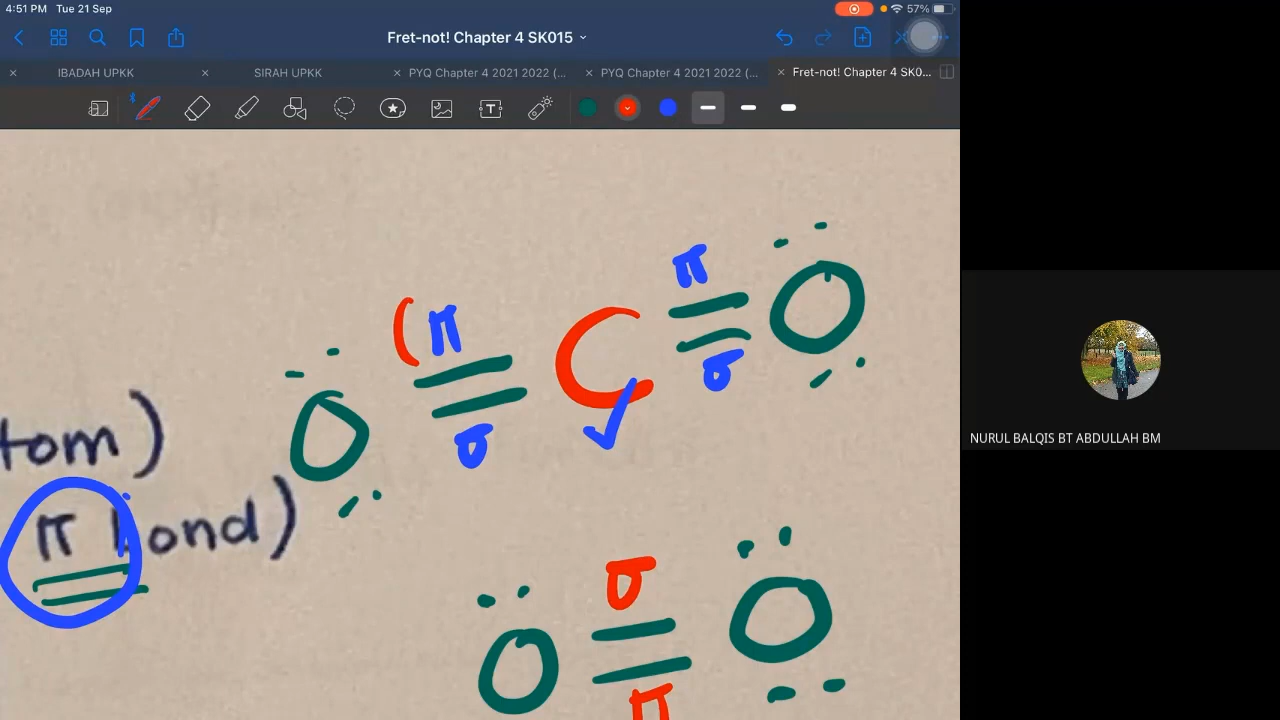 4:51 PM Tue 21 Sep
57%
Fret-not! Chapter 4 SK015
IBADAH UPKK
SIRAH UPKK
PYQ Chapter 4 2021 2022 (...
PYQ Chapter 4 2021 2022 (...
Fret-not! Chapter 4 SK0...
T
π
(π
C
O
σ
O
σ
tom)
π bond)
σ
O
O
π
NURUL BALQIS BT ABDULLAH BM